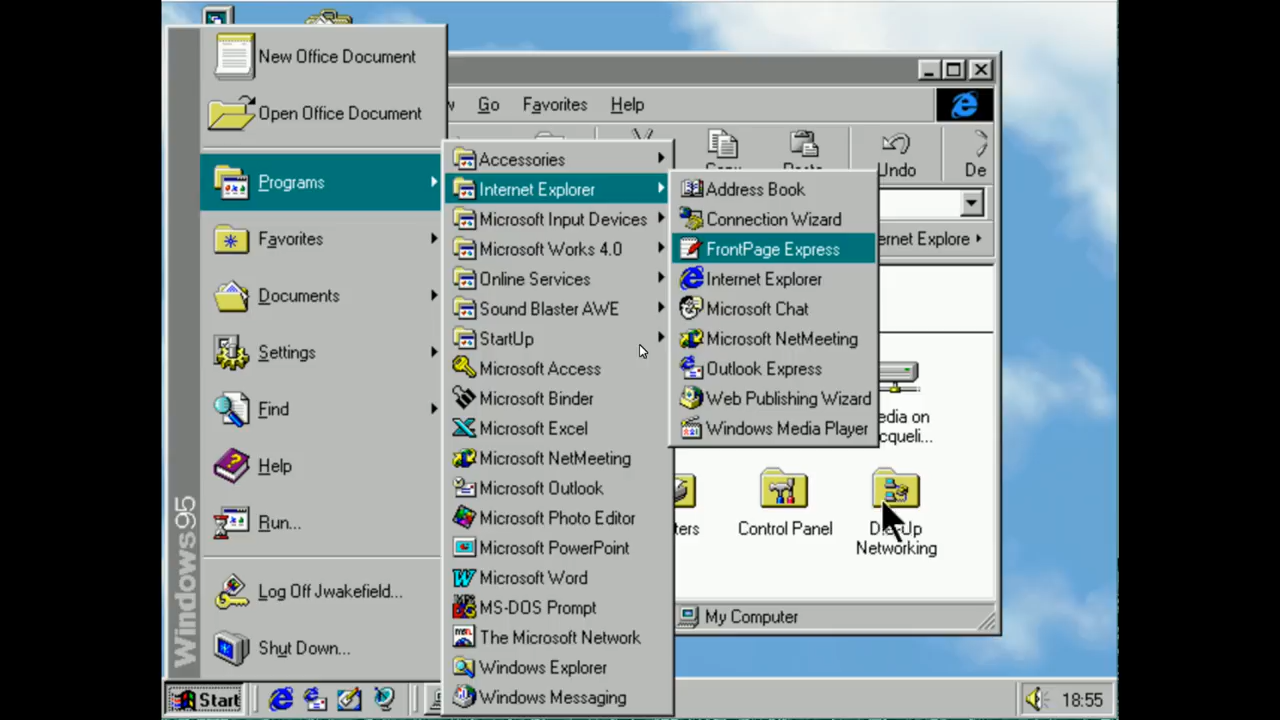 New Office Document
Open Office Document
Programs
Favorites
Documents
Settings
Find
Help
Run...
Log Off Jwakefield...
Shut Down...
Windows95
Start
Accessories
Internet Explorer
Microsoft Input Devices
Microsoft Works 4.0
Online Services
Sound Blaster AWE
StartUp
Microsoft Access
Microsoft Binder
Microsoft Excel
Microsoft NetMeeting
Microsoft Outlook
Microsoft Photo Editor
Microsoft PowerPoint
Microsoft Word
MS-DOS Prompt
The Microsoft Network
Windows Explorer
Windows Messaging
Address Book
Connection Wizard
FrontPage Express
Internet Explorer
Microsoft Chat
Microsoft NetMeeting
Outlook Express
Web Publishing Wizard
Windows Media Player
Go Favorites Help
Undo De
ernet Explore
edia on
cqueli...
ters
Control Panel
Dial-Up
Networking
My Computer
18:55